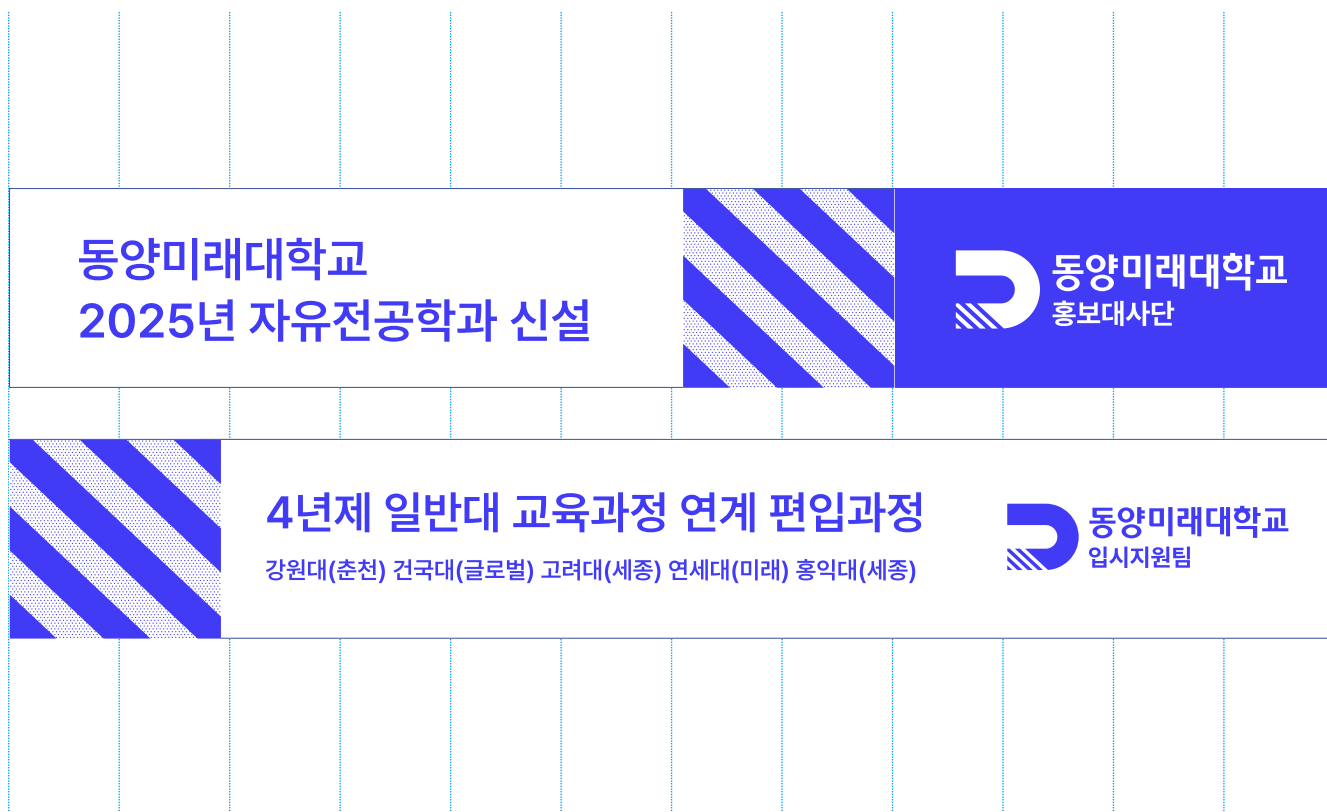 동양미래대학교
2025년 자유전공학과 신설
동양미래대학교
홍보대사단
4년제 일반대 교육과정 연계 편입과정
강원대(춘천) 건국대(글로벌) 고려대(세종) 연세대(미래) 홍익대(세종)
동양미래대학교
입시지원팀